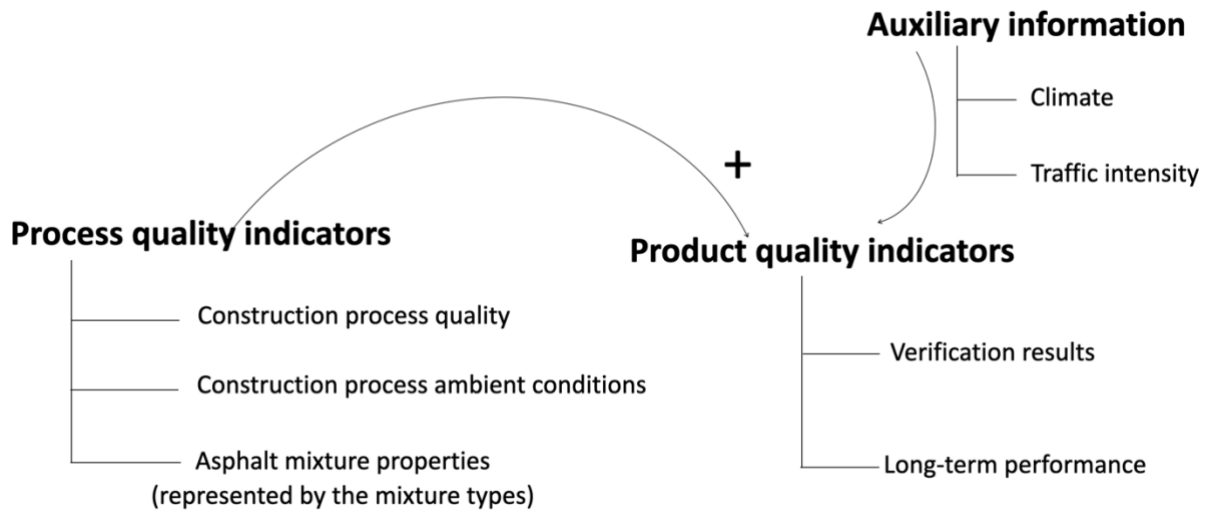 Auxiliary information
Climate
Traffic intensity
+
Process quality indicators
Construction process quality
Construction process ambient conditions
Asphalt mixture properties
(represented by the mixture types)
Product quality indicators
Verification results
Long-term performance